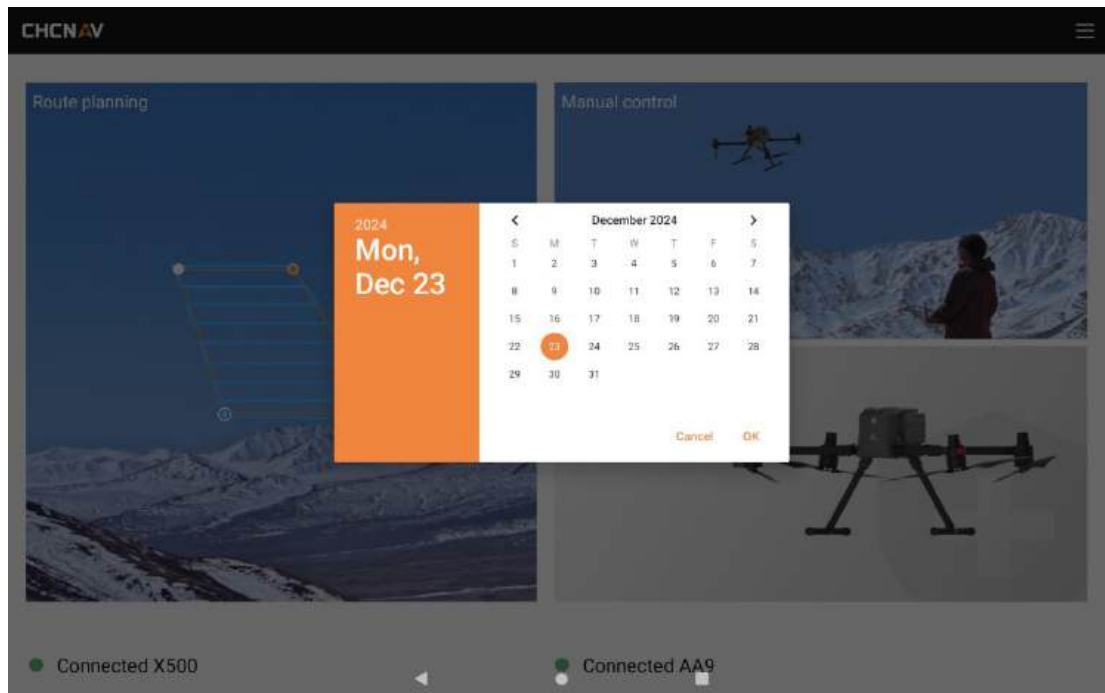 CHCNAV
Route planning
Manual control
2024
Mon,
Dec 23
December 2024
S M T W T F S
1 2 3 4 5 6 7
8 9 10 11 12 13 14
15 16 17 18 19 20 21
22 23 24 25 26 27 28
29 30 31
Cancel OK
Connected X500
Connected AA9